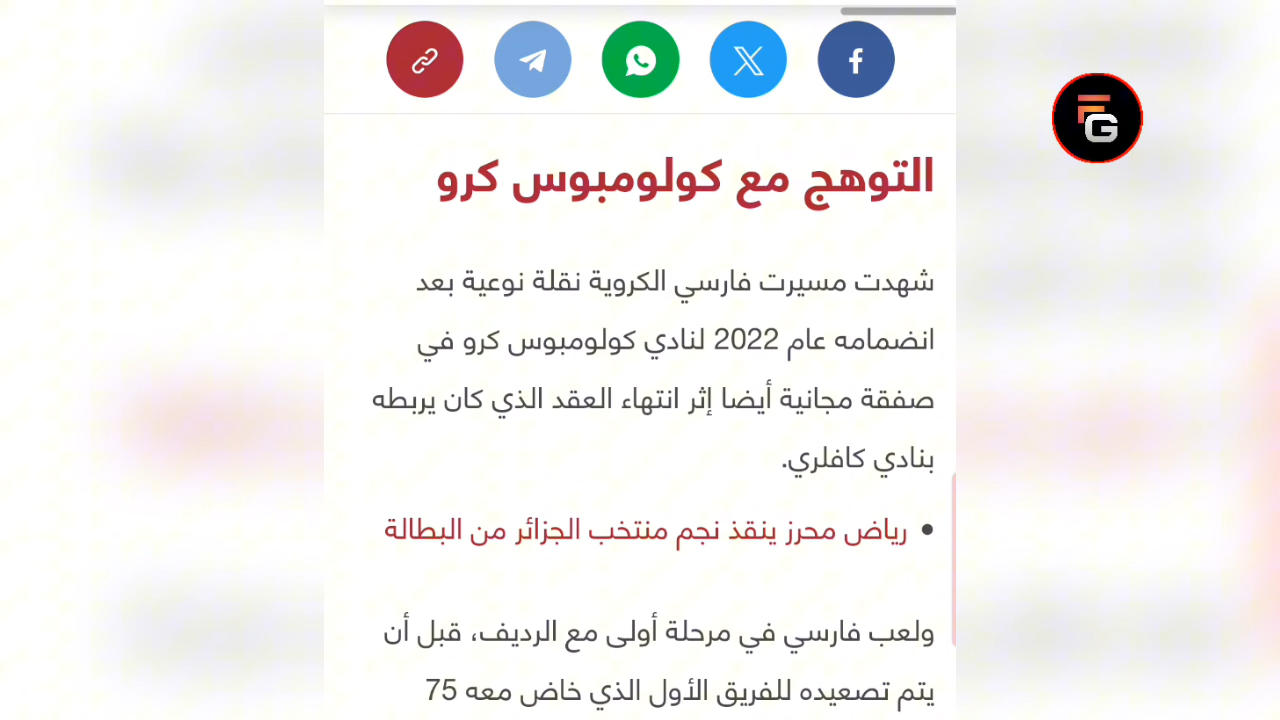 FG
التوهج مع كولومبوس كرو
شهدت مسيرت فارسي الكروية نقلة نوعية بعد
انضمامه عام 2022 لنادي كولومبوس كرو في
صفقة مجانية أيضا إثر انتهاء العقد الذي كان يربطه
بنادي كافلري.
• رياض محرز ينقذ نجم منتخب الجزائر من البطالة
ولعب فارسي في مرحلة أولى مع الرديف، قبل أن
يتم تصعيده للفريق الأول الذي خاض معه 75